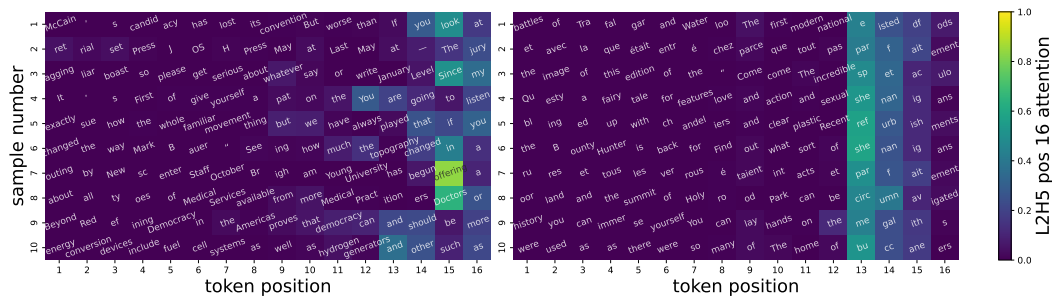 1 McCain ' s candid acy has lost its convention But worse than If you look at
2 ret rial set Press J OS H Press May at Last May at — The jury
3 agging liar boast so please get serious about whatever say or write January Level Since my
4 It ' s First of give yourself a pat on the You are going to listen
5 exactly sue how the whole familiar movement thing but we have always played that if you
6 changed the way Mark B auer " See ing how much the topography changed in a
7 outing by New sc enter Staff October Br igh am Young University has begun offering a
8 about all ty oes of Medical Services available from more Medical Pract ition ers Doctors or
9 Beyond Red ef ining Democracy in the Americas proves that democracy can and should be more
10 energy conversion devices include fuel cell systems as well as hydrogen generators and other such as
1 2 3 4 5 6 7 8 9 10 11 12 13 14 15 16
token position
sample number
1 battles of Tra fal gar and Water loo The first modern national e isted df ods
2 et avec la que était entr é chez parce que tout pas par f ait ement
3 the image of this edition of the " Come come The incredible sp et ac ulo
4 Qu esty a fairy tale for features love and action and sexual she nan ig ans
5 bl ing ed up with ch andel iers and clear plastic Recent ref urb ish ments
6 the B ounty Hunter is back for Find out what sort of she nan ig ans
7 ru res et tous les ver rous é taient int acts et par f ait ement
8 land or and the summit of Holy ro od Park can be circ umn av igated
9 history you can immer se yourself You can lay hands on the me gal ith s
10 were used as as there were so many of The home of bu cc ane ers
1 2 3 4 5 6 7 8 9 10 11 12 13 14 15 16
token position
1.0
0.8
0.6
0.4
0.2
0.0
L2H5 pos 16 attention